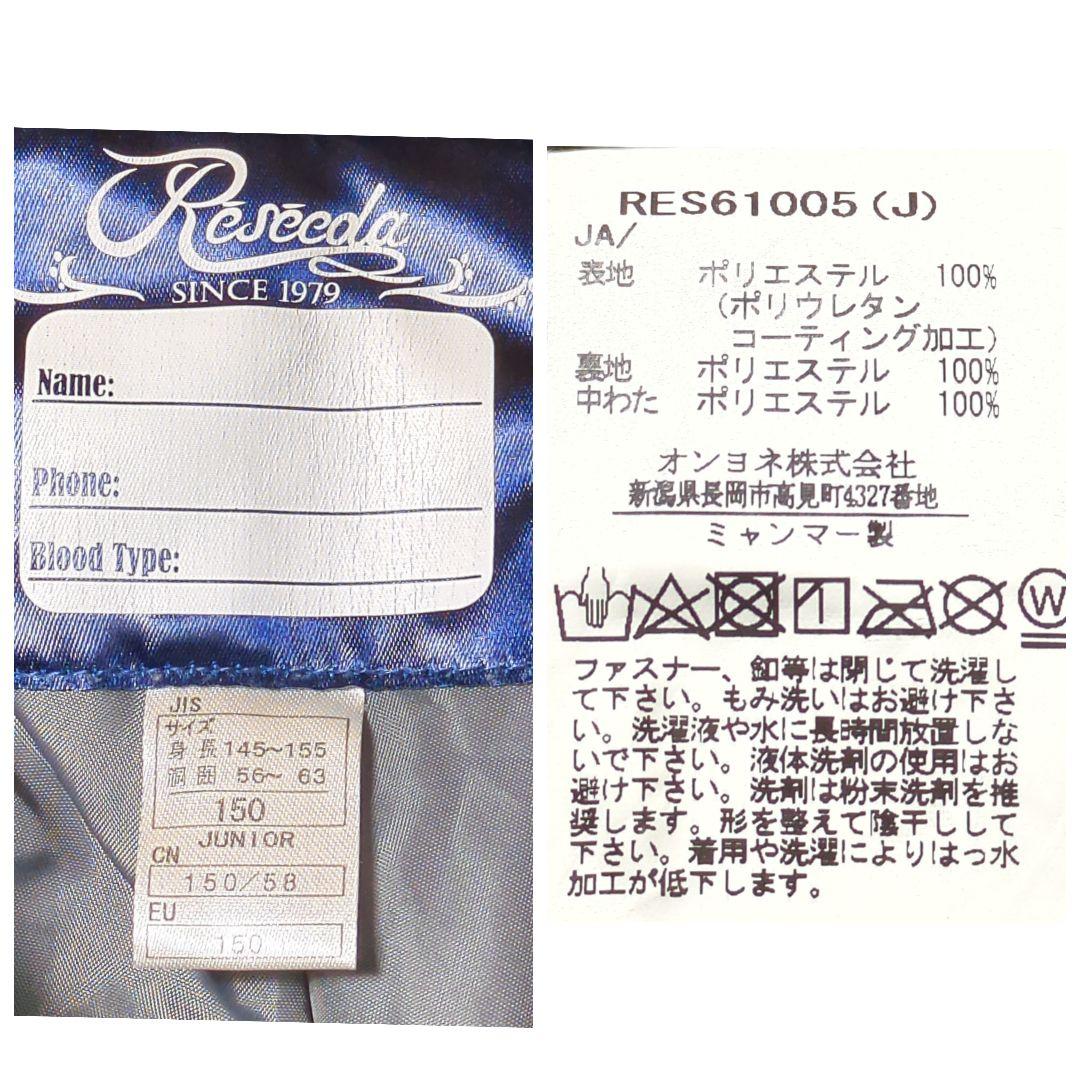 Réséeda
SINCE 1979
Name:
Phone:
Blood Type:
JIS
サイズ
身長 145~155
洞囲 56~ 63
150
JUNIOR
CN
150/58
EU
150
RES61005(J)
JA/
表地 ポリエステル 100%
(ポリウレタン
コーティング加工)
裏地 ポリエステル 100%
中わた ポリエステル 100%
オンヨネ株式会社
新潟県長岡市高見町4327番地
ミャンマー製
W
ファスナー、釦等は閉じて洗濯し
て下さい。もみ洗いはお避け下さ
い。洗濯液や水に長時間放置しな
いで下さい。液体洗剤の使用はお
避け下さい。洗剤は粉末洗剤を推
奨します。形を整えて陰干しして
下さい。着用や洗濯によりはっ水
加工が低下します。